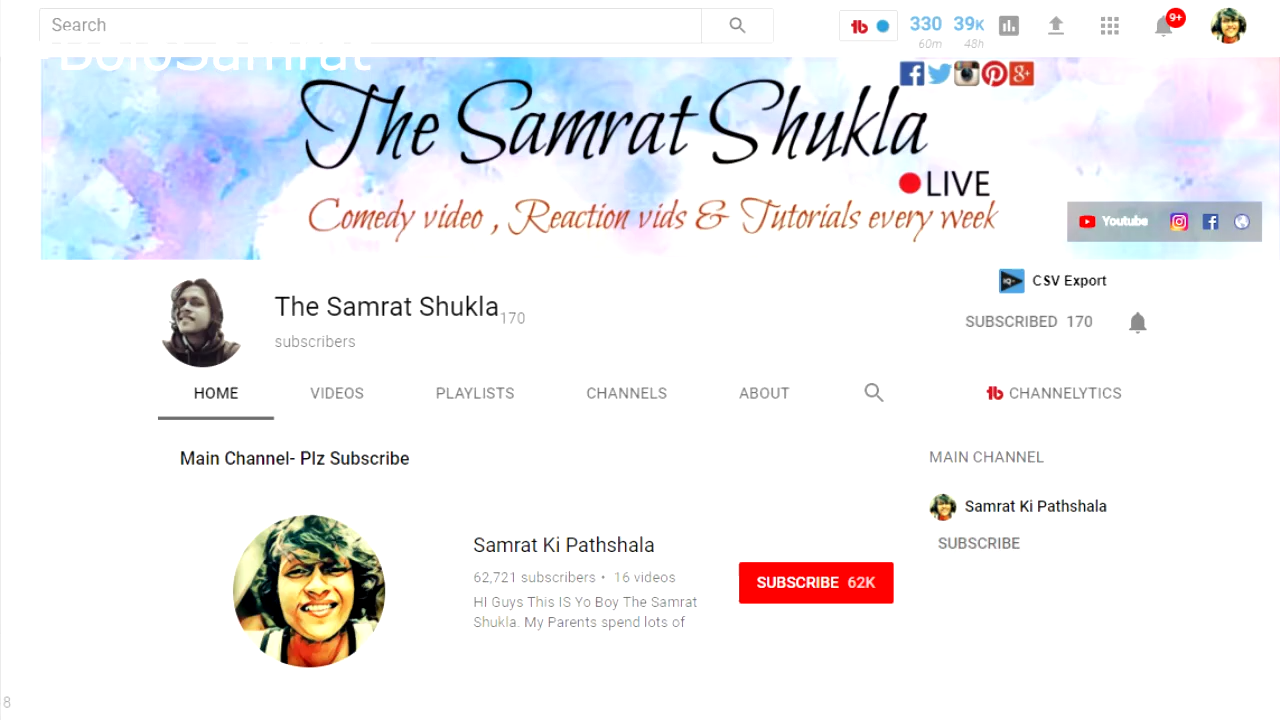 Search
330 39K
60m 48h
9+
BoloSamrat
The Samrat Shukla
LIVE
Comedy video , Reaction vids & Tutorials every week
Youtube
CSV Export
The Samrat Shukla 170
subscribers
SUBSCRIBED 170
HOME VIDEOS PLAYLISTS CHANNELS ABOUT CHANNELYTICS
Main Channel- Plz Subscribe
MAIN CHANNEL
Samrat Ki Pathshala
SUBSCRIBE
Samrat Ki Pathshala
62,721 subscribers • 16 videos
HI Guys This IS Yo Boy The Samrat
Shukla. My Parents spend lots of
SUBSCRIBE 62K
8